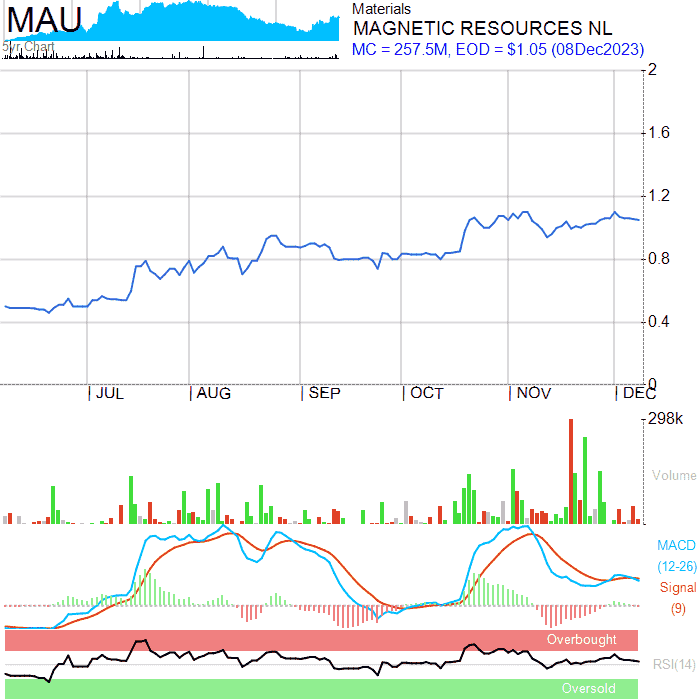 MAU
5yr Chart
Materials
MAGNETIC RESOURCES NL
MC = 257.5M, EOD = $1.05 (08Dec2023)
2
1.6
1.2
0.8
0.4
0
JUL AUG SEP OCT NOV DEC
298k
Volume
MACD
(12-26)
Signal
(9)
Overbought
RSI(14)
Oversold